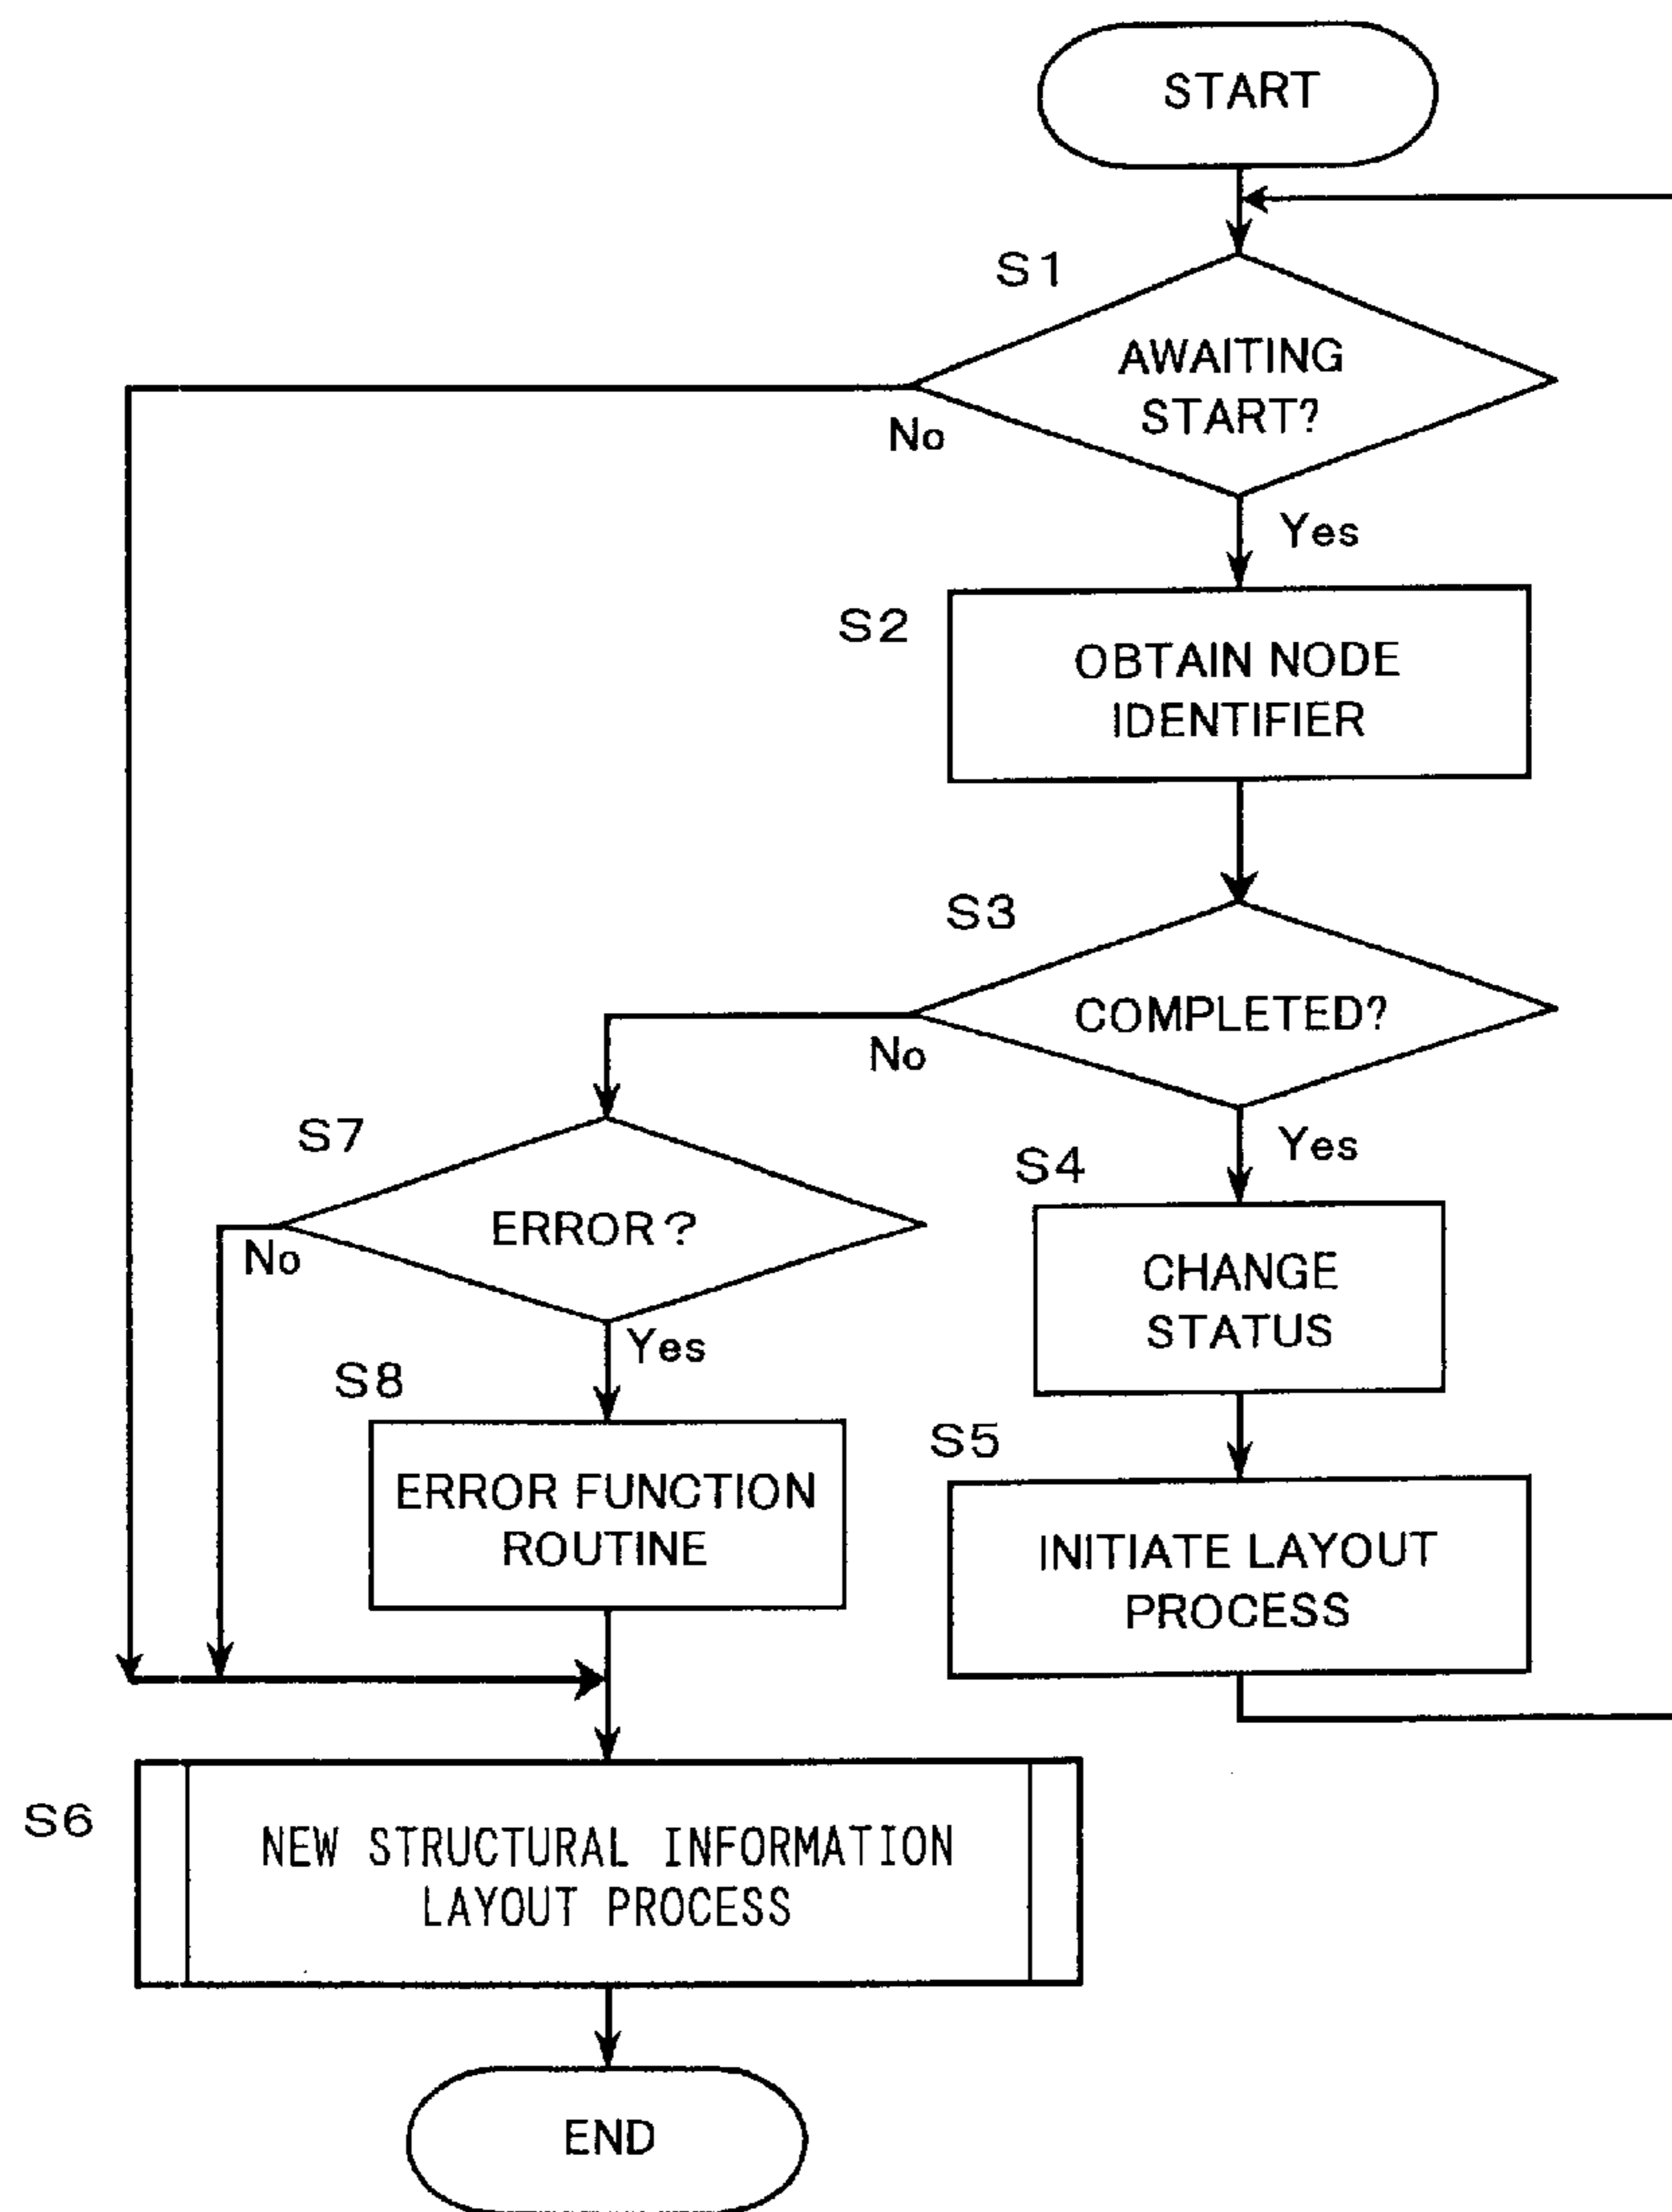 START
S1
AWAITING
START?
No
Yes
S2
OBTAIN NODE
IDENTIFIER
S3
COMPLETED?
No
Yes
S7
ERROR?
No
Yes
S4
CHANGE
STATUS
S8
ERROR FUNCTION
ROUTINE
S5
INITIATE LAYOUT
PROCESS
S6
NEW STRUCTURAL INFORMATION
LAYOUT PROCESS
END